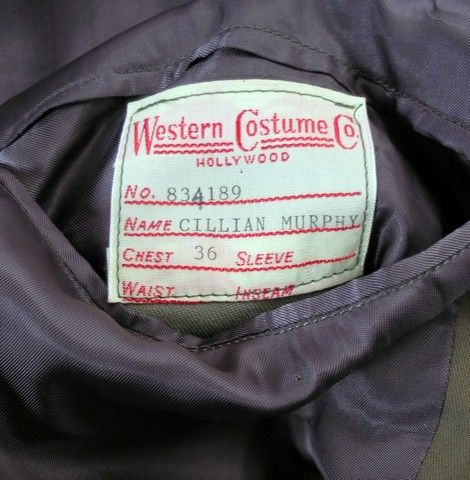 Western Costume Co.
HOLLYWOOD
No. 834189
NAME CILLIAN MURPHY
CHEST 36 SLEEVE
WAIST INSEAM